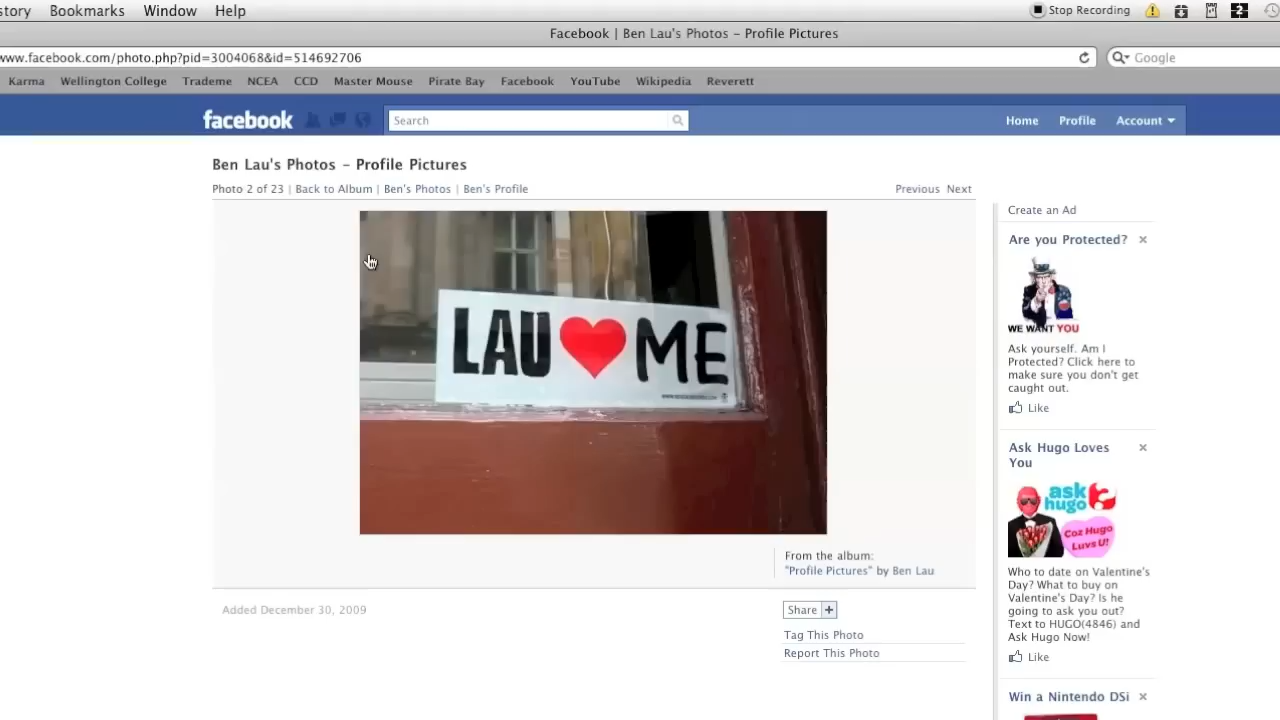 story Bookmarks Window Help Stop Recording 2
Facebook | Ben Lau's Photos – Profile Pictures
www.facebook.com/photo.php?pid=3004068&id=514692706 Google
Karma Wellington College Trademe NCEA CCD Master Mouse Pirate Bay Facebook YouTube Wikipedia Reverett
facebook Search Home Profile Account
Ben Lau's Photos – Profile Pictures
Photo 2 of 23 | Back to Album | Ben's Photos | Ben's Profile Previous Next
LAU ME
From the album:
"Profile Pictures" by Ben Lau
Added December 30, 2009
Share +
Tag This Photo
Report This Photo
Create an Ad
Are you Protected?
WE WANT YOU
Ask yourself. Am I
Protected? Click here to
make sure you don't get
caught out.
Like
Ask Hugo Loves
You
ask
hugo
Coz Hugo
Luvs U!
Who to date on Valentine's
Day? What to buy on
Valentine's Day? Is he
going to ask you out?
Text to HUGO(4846) and
Ask Hugo Now!
Like
Win a Nintendo DSi